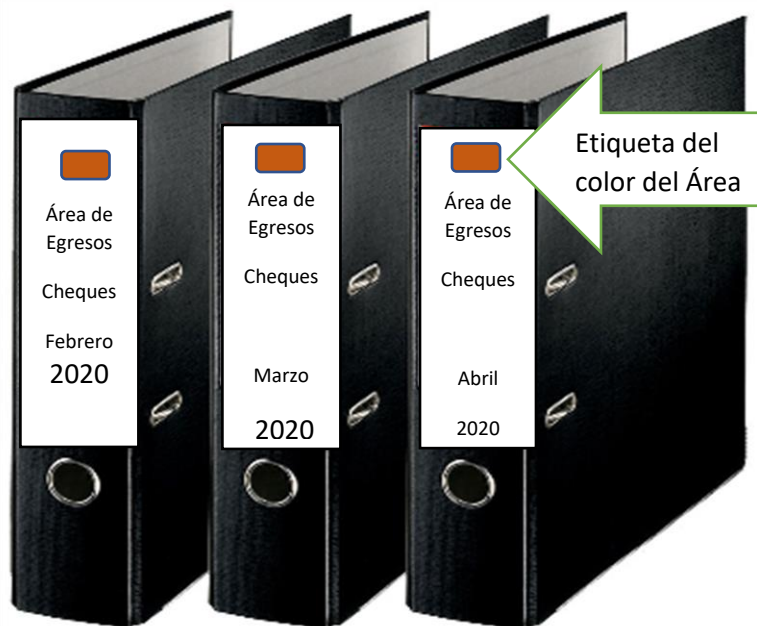 Área de
Egresos
Cheques
Febrero
2020
Área de
Egresos
Cheques
Marzo
2020
Área de
Egresos
Cheques
Abril
2020
Etiqueta del
color del Área